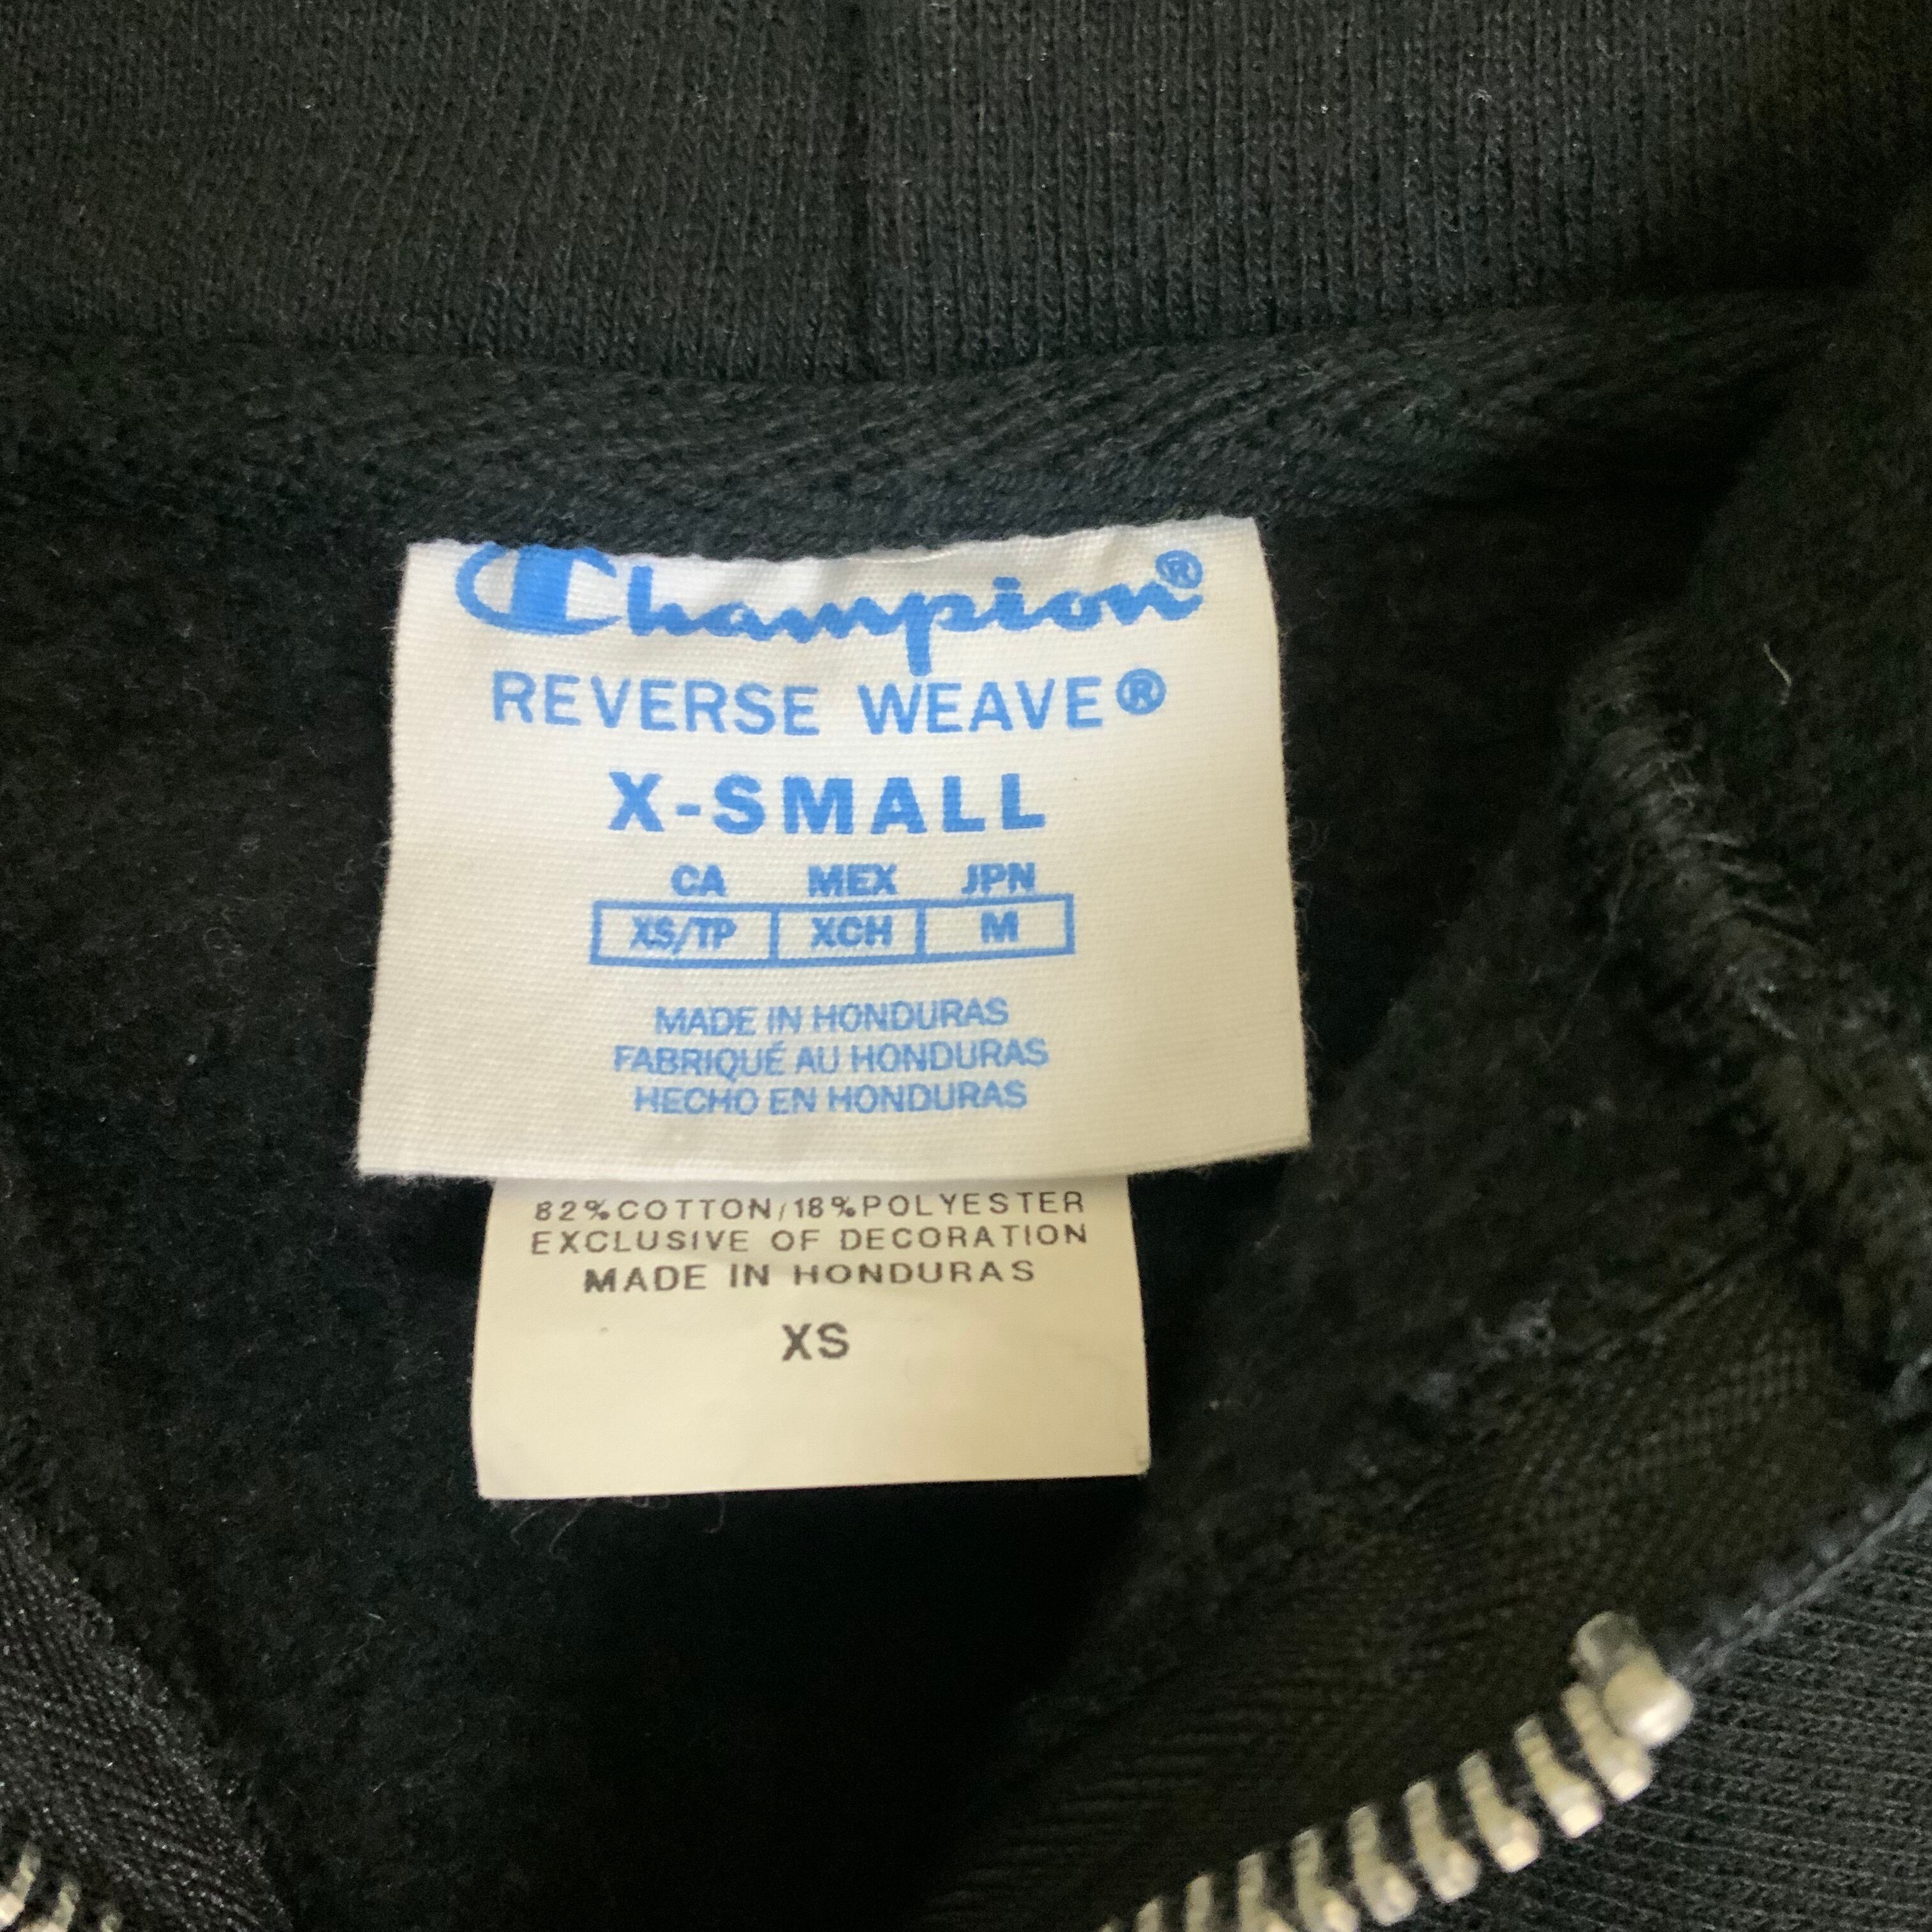 Champion®
REVERSE WEAVE®
X-SMALL
CA MEX JPN
XS/TP XCH M
MADE IN HONDURAS
FABRIQUÉ AU HONDURAS
HECHO EN HONDURAS
82%COTTON/18%POLYESTER
EXCLUSIVE OF DECORATION
MADE IN HONDURAS
XS